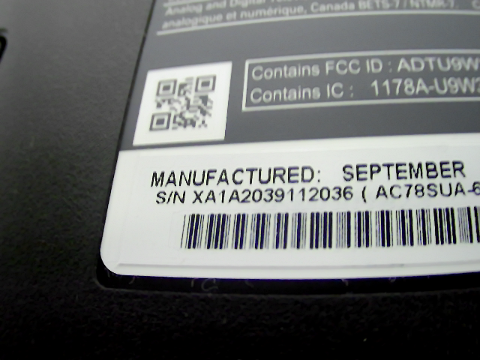 Analog and Digital
analogique et numérique, Canada BETS-7 / NTMR-7.
Contains FCC ID : ADTU9W
Contains IC : 1178A-U9W
MANUFACTURED: SEPTEMBER
S/N XA1A2039112036 ( AC78SUA-6